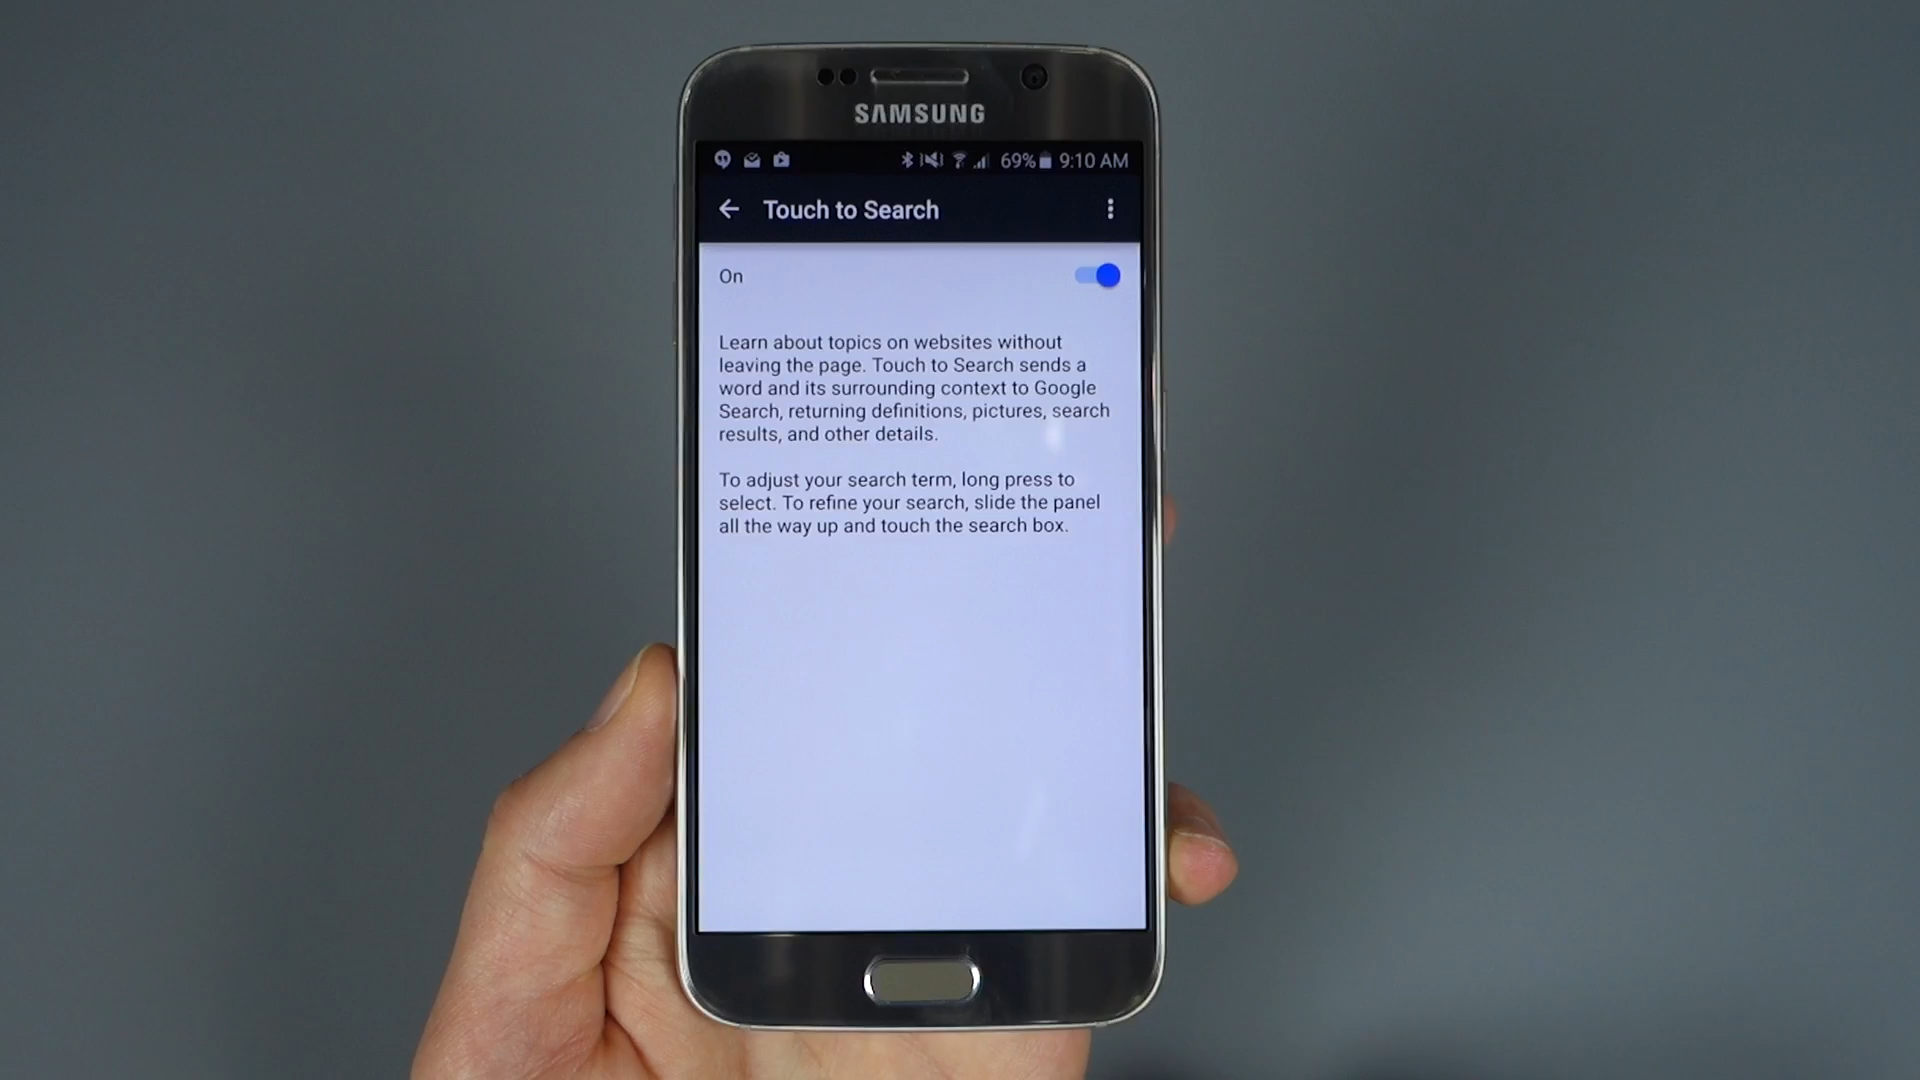 SAMSUNG
69% 9:10 AM
Touch to Search
On
Learn about topics on websites without
leaving the page. Touch to Search sends a
word and its surrounding context to Google
Search, returning definitions, pictures, search
results, and other details.
To adjust your search term, long press to
select. To refine your search, slide the panel
all the way up and touch the search box.